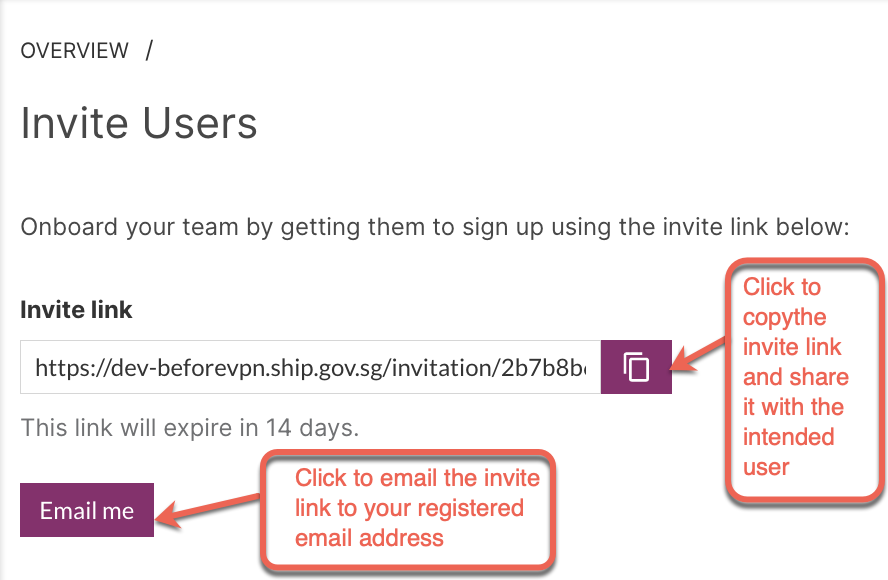 OVERVIEW /
Invite Users
Onboard your team by getting them to sign up using the invite link below:
Invite link
https://dev-beforevpn.ship.gov.sg/invitation/2b7b8b
This link will expire in 14 days.
Email me
Click to
copythe
invite link
and share
it with the
intended
user
Click to email the invite
link to your registered
email address